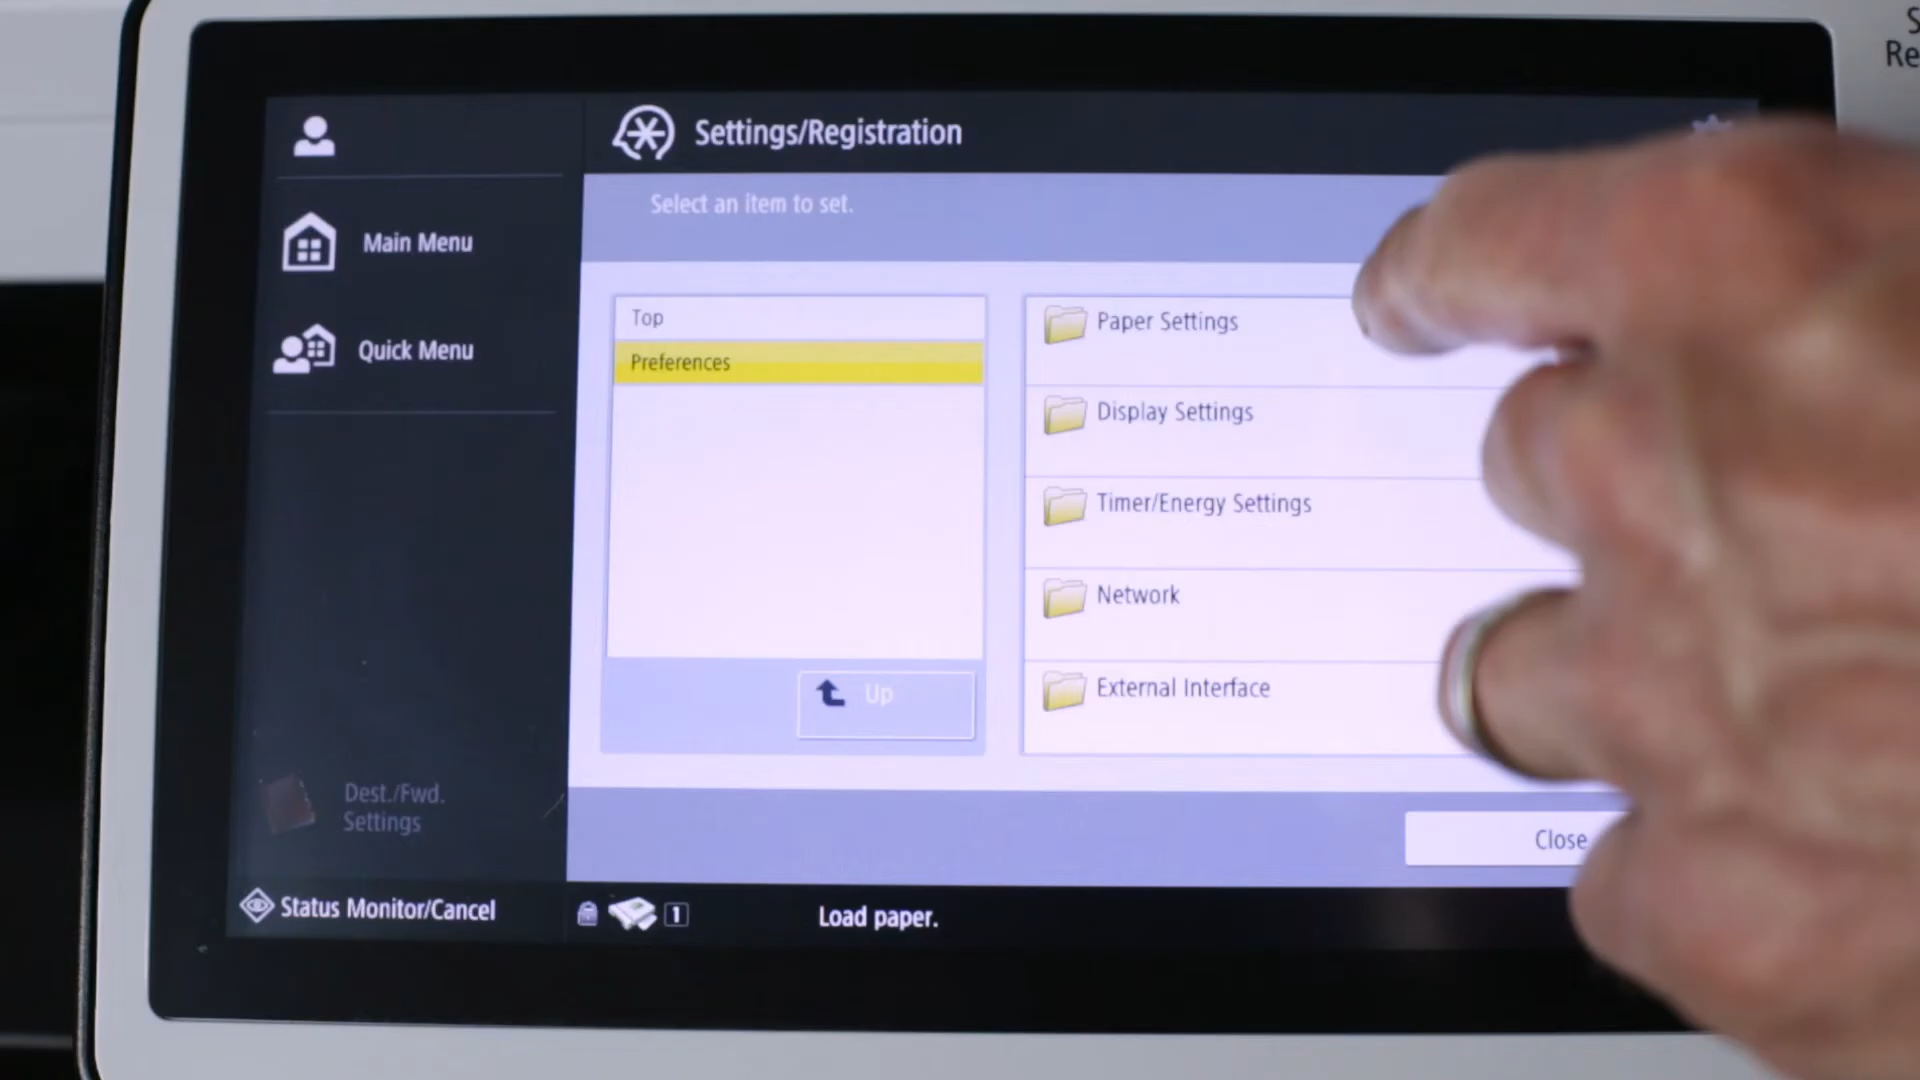 Settings/Registration
Select an item to set.
Main Menu
Quick Menu
Top
Preferences
Up
Paper Settings
Display Settings
Timer/Energy Settings
Network
External Interface
Dest./Fwd.
Settings
Close
Status Monitor/Cancel
1
Load paper.